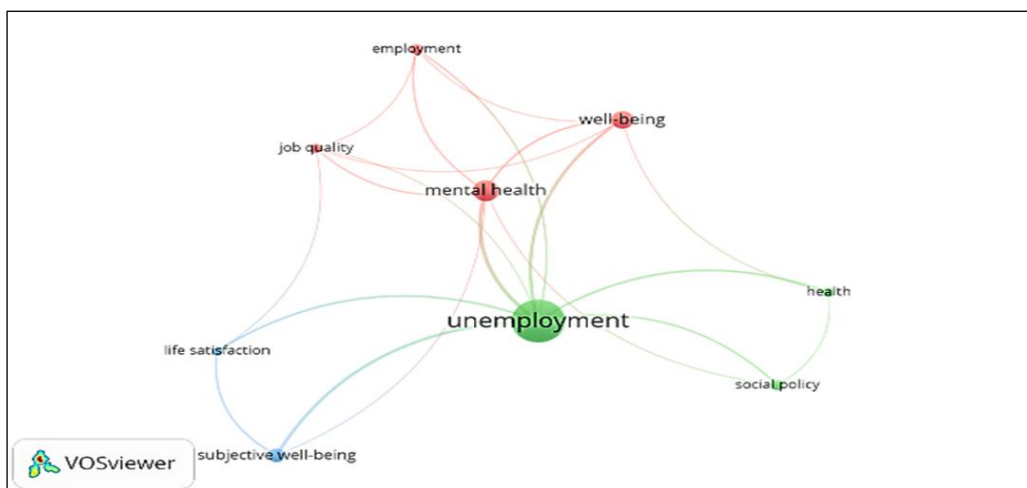 employment
well-being
job quality
mental health
health
unemployment
life satisfaction
social policy
subjective well-being
VOSviewer